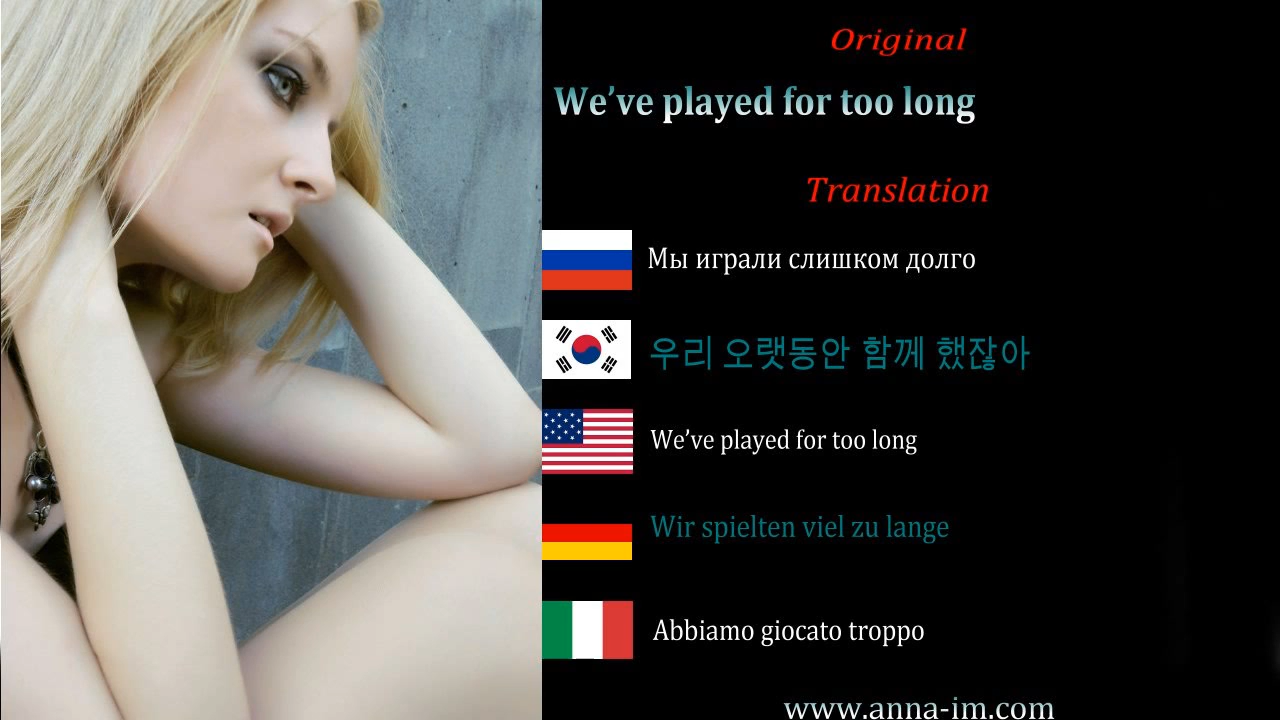 Original
We’ve played for too long
Translation
Мы играли слишком долго
우리 오랫동안 함께 했잖아
We’ve played for too long
Wir spielten viel zu lange
Abbiamo giocato troppo
www.anna-im.com